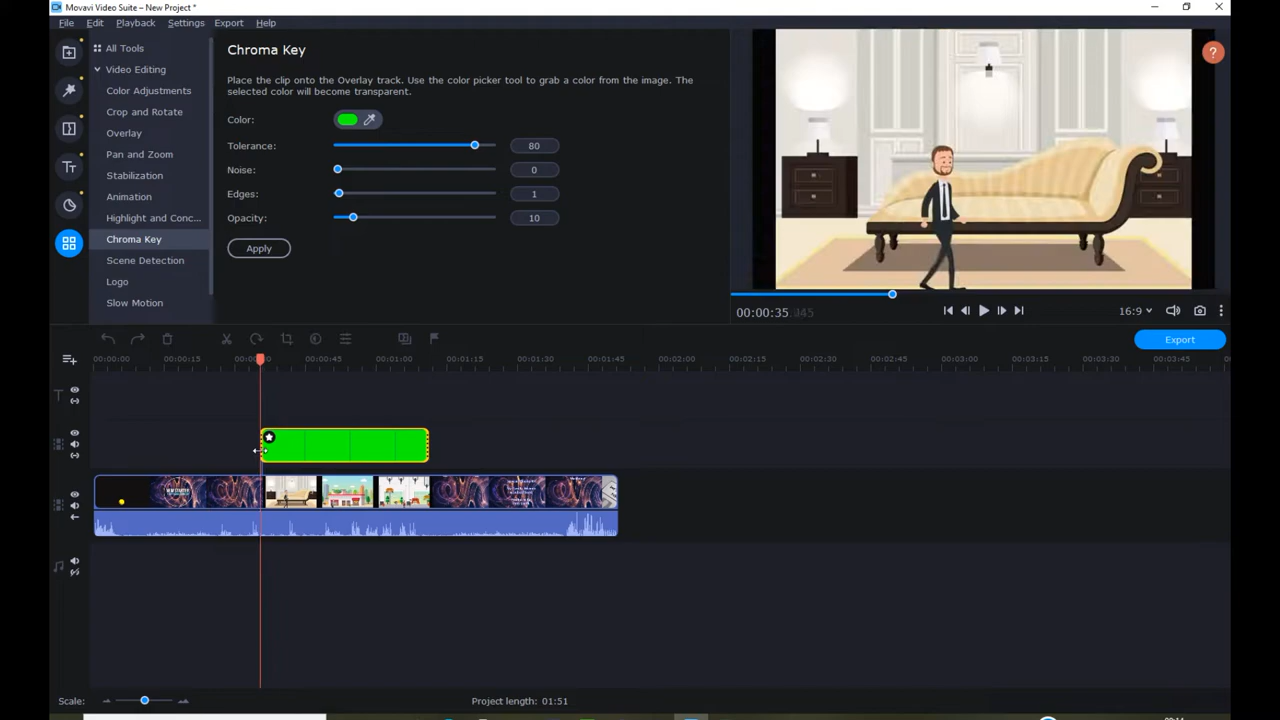 Movavi Video Suite – New Project *
File Edit Playback Settings Export Help
All Tools
Video Editing
Color Adjustments
Crop and Rotate
Overlay
Pan and Zoom
Stabilization
Animation
Highlight and Conc...
Chroma Key
Scene Detection
Logo
Slow Motion
Chroma Key
Place the clip onto the Overlay track. Use the color picker tool to grab a color from the image. The
selected color will become transparent.
Color:
Tolerance: 80
Noise: 0
Edges: 1
Opacity: 10
Apply
?
00:00:35
16:9
Export
00:00:00 00:00:15 00:00:45 00:01:00 00:01:15 00:01:30 00:01:45 00:02:00 00:02:15 00:02:30 00:02:45 00:03:00 00:03:15 00:03:30 00:03:45
Scale:
Project length: 01:51